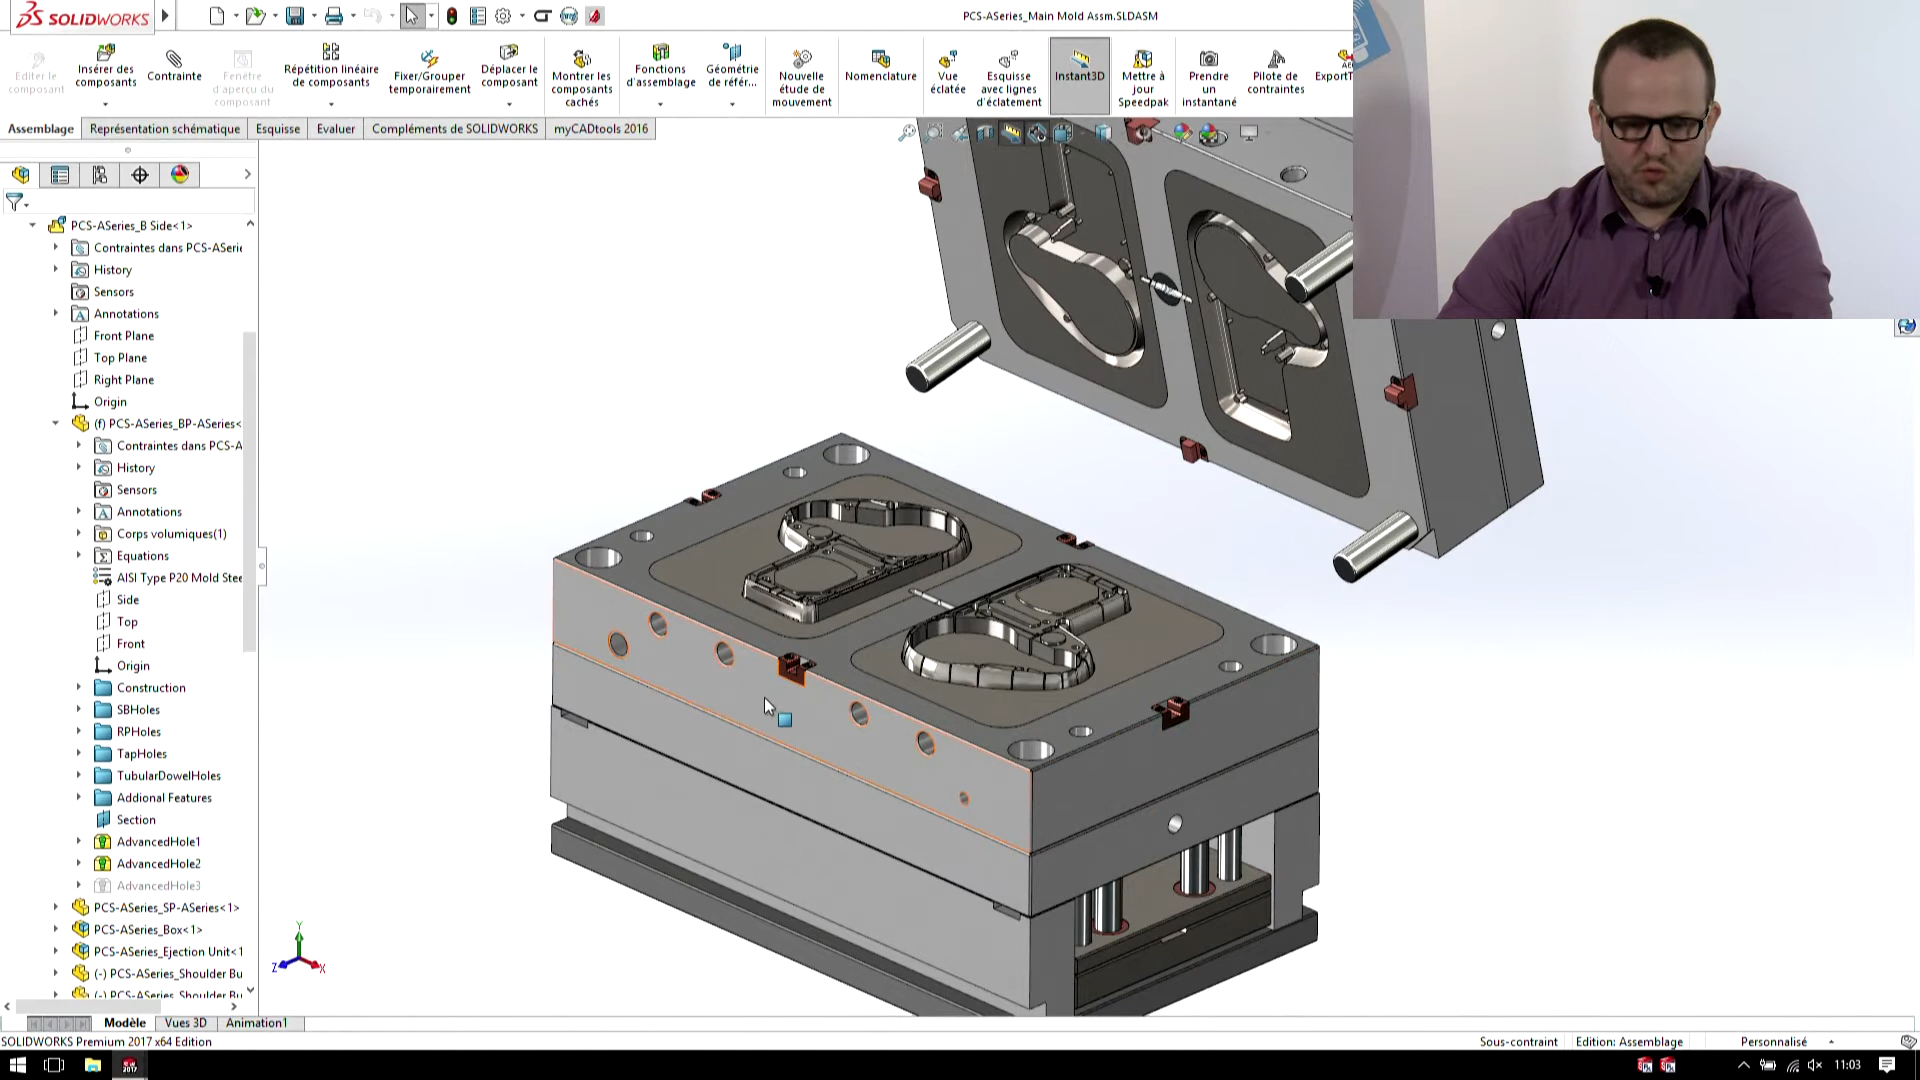 SOLIDWORKS
PCS-ASeries_Main Mold Assm.SLDASM
Editer le composant
Insérer des composants
Contrainte
Fenêtre d'aperçu du composant
Répétition linéaire de composants
Fixer/Grouper temporairement
Déplacer le composant
Montrer les composants cachés
Fonctions d'assemblage
Géométrie de référ...
Nouvelle étude de mouvement
Nomenclature
Vue éclatée
Esquisse avec lignes d'éclatement
Instant3D
Mettre à jour Speedpak
Prendre un instantané
Pilote de contraintes
ExportT
Assemblage
Représentation schématique
Esquisse
Evaluer
Compléments de SOLIDWORKS
myCADtools 2016
PCS-ASeries_B Side<1>
Contraintes dans PCS-ASerie
History
Sensors
Annotations
Front Plane
Top Plane
Right Plane
Origin
(f) PCS-ASeries_BP-ASeries<
Contraintes dans PCS-A
History
Sensors
Annotations
Corps volumiques(1)
Equations
AISI Type P20 Mold Stee
Side
Top
Front
Origin
Construction
SBHoles
RPHoles
TapHoles
TubularDowelHoles
Addional Features
Section
AdvancedHole1
AdvancedHole2
AdvancedHole3
PCS-ASeries_SP-ASeries<1>
PCS-ASeries_Box<1>
PCS-ASeries_Ejection Unit<1
(-) PCS-ASeries_Shoulder Bu
(-) PCS-ASeries_Shoulder Bu
Y
Z
X
Modèle
Vues 3D
Animation1
SOLIDWORKS Premium 2017 x64 Edition
Sous-contraint
Edition: Assemblage
Personnalisé
2017
11:03